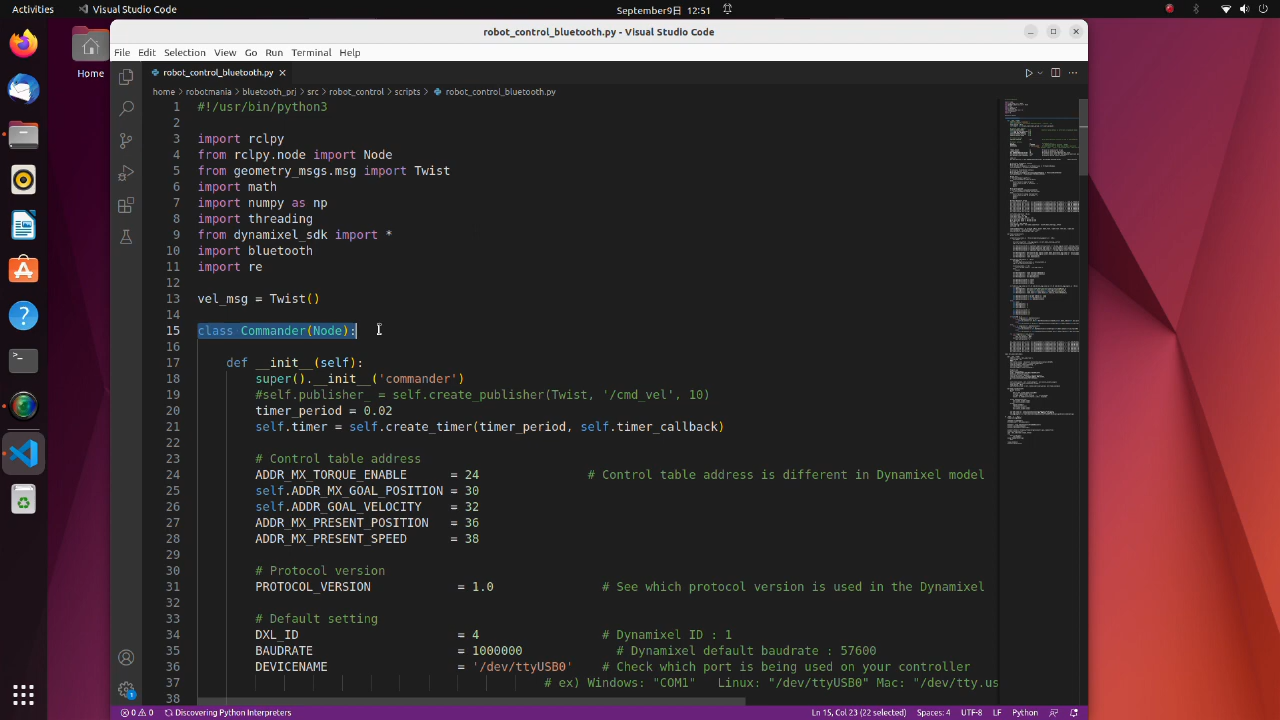 Activities
Visual Studio Code
September9日 12:51
Home
robot_control_bluetooth.py - Visual Studio Code
File Edit Selection View Go Run Terminal Help
robot_control_bluetooth.py
home > robotmania > bluetooth_prj > src > robot_control > scripts > robot_control_bluetooth.py
1 #!/usr/bin/python3
2
3 import rclpy
4 from rclpy.node import Node
5 from geometry_msgs.msg import Twist
6 import math
7 import numpy as np
8 import threading
9 from dynamixel_sdk import *
10 import bluetooth
11 import re
12
13 vel_msg = Twist()
14
15 class Commander(Node):
16
17 def __init__(self):
18 super().__init__('commander')
19 #self.publisher_ = self.create_publisher(Twist, '/cmd_vel', 10)
20 timer_period = 0.02
21 self.timer = self.create_timer(timer_period, self.timer_callback)
22
23 # Control table address
24 ADDR_MX_TORQUE_ENABLE = 24 # Control table address is different in Dynamixel model
25 self.ADDR_MX_GOAL_POSITION = 30
26 self.ADDR_GOAL_VELOCITY = 32
27 ADDR_MX_PRESENT_POSITION = 36
28 ADDR_MX_PRESENT_SPEED = 38
29
30 # Protocol version
31 PROTOCOL_VERSION = 1.0 # See which protocol version is used in the Dynamixel
32
33 # Default setting
34 DXL_ID = 4 # Dynamixel ID : 1
35 BAUDRATE = 1000000 # Dynamixel default baudrate : 57600
36 DEVICENAME = '/dev/ttyUSB0' # Check which port is being used on your controller
37 # ex) Windows: "COM1" Linux: "/dev/ttyUSB0" Mac: "/dev/tty.us
38
1
0 0 Discovering Python Interpreters
Ln 15, Col 23 (22 selected) Spaces: 4 UTF-8 LF Python